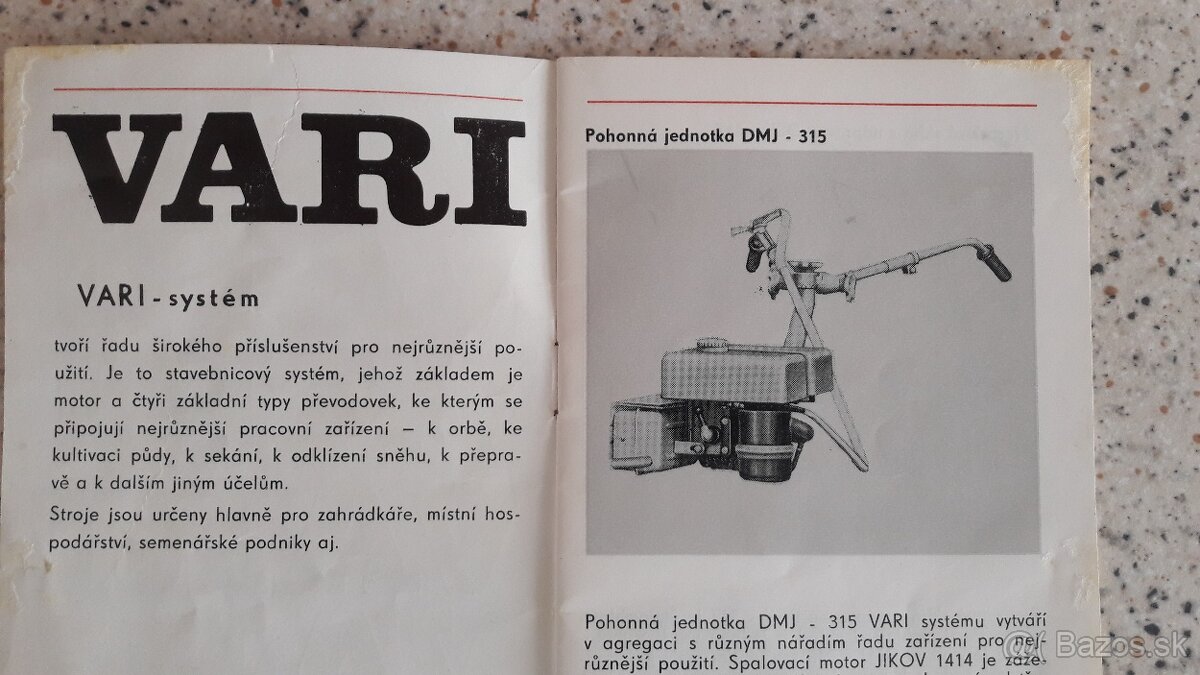 VARI
VARI - systém
tvoří řadu širokého příslušenství pro nejrůznější po-
užití. Je to stavebnicový systém, jehož základem je
motor a čtyři základní typy převodovek, ke kterým se
připojují nejrůznější pracovní zařízení – k orbě, ke
kultivaci půdy, k sekání, k odklízení sněhu, k přepra-
vě a k dalším jiným účelům.
Stroje jsou určeny hlavně pro zahrádkáře, místní hos-
podářství, semenářské podniky aj.
Pohonná jednotka DMJ - 315
Pohonná jednotka DMJ - 315 VARI systému vytváří
v agregaci s různým nářadím řadu zařízení pro nej-
různější použití. Spalovací motor JIKOV 1414 je zaže-
Bazos.sk